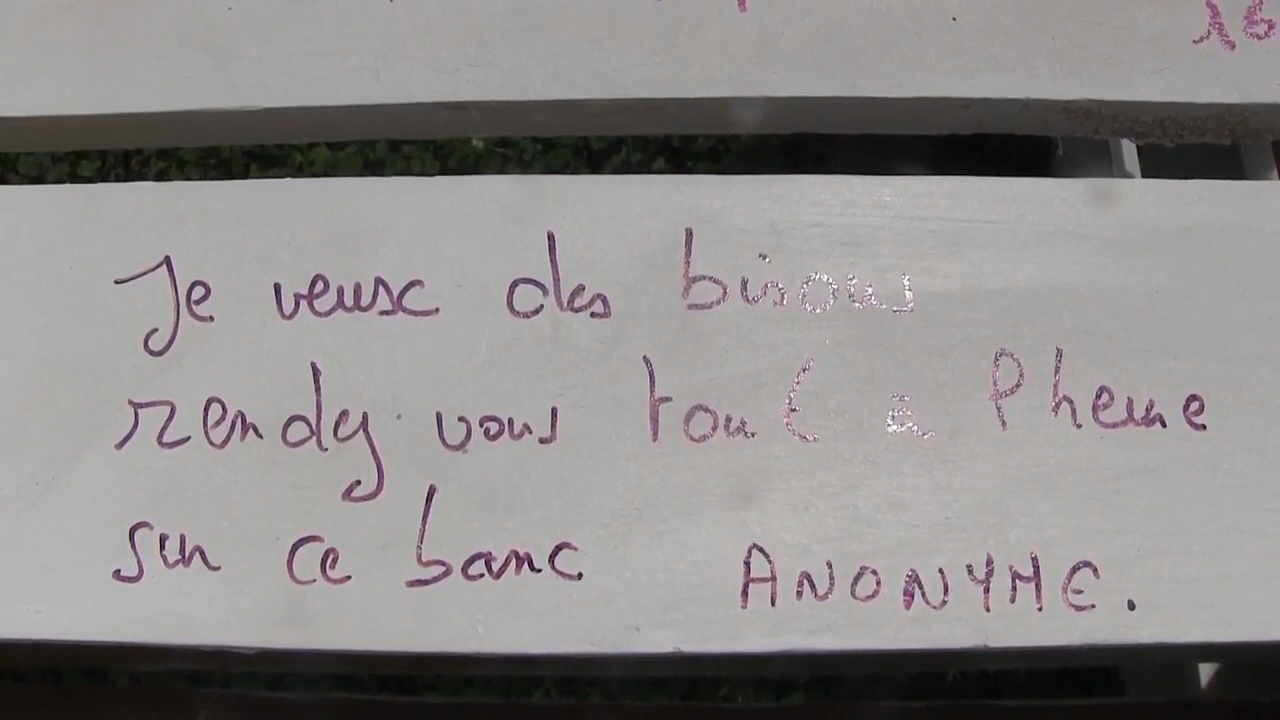 Je veux des bisous
rendez vous tout à l'heure
sur ce banc ANONYME.